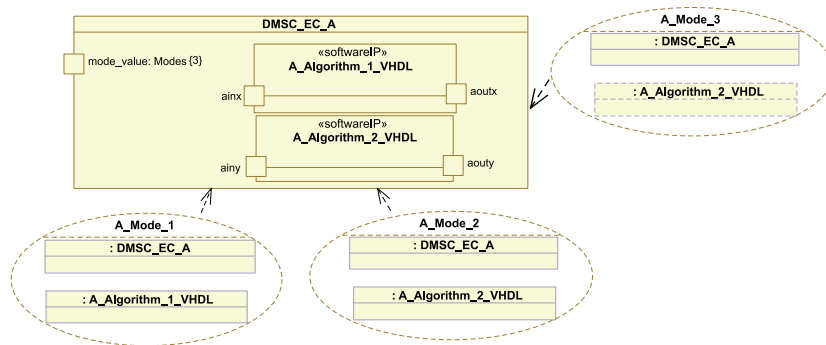 DMSC_EC_A
mode_value: Modes {3}
«softwareIP»
A_Algorithm_1_VHDL
ainx
aoutx
«softwareIP»
A_Algorithm_2_VHDL
ainy
aouty
A_Mode_3
: DMSC_EC_A
: A_Algorithm_2_VHDL
A_Mode_1
: DMSC_EC_A
: A_Algorithm_1_VHDL
A_Mode_2
: DMSC_EC_A
: A_Algorithm_2_VHDL